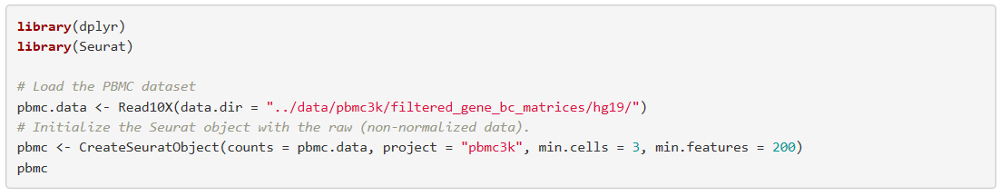 library(dplyr)
library(Seurat)
# Load the PBMC dataset
pbmc.data <- Read10X(data.dir = "../data/pbmc3k/filtered_gene_bc_matrices/hg19/")
# Initialize the Seurat object with the raw (non-normalized data).
pbmc <- CreateSeuratObject(counts = pbmc.data, project = "pbmc3k", min.cells = 3, min.features = 200)
pbmc